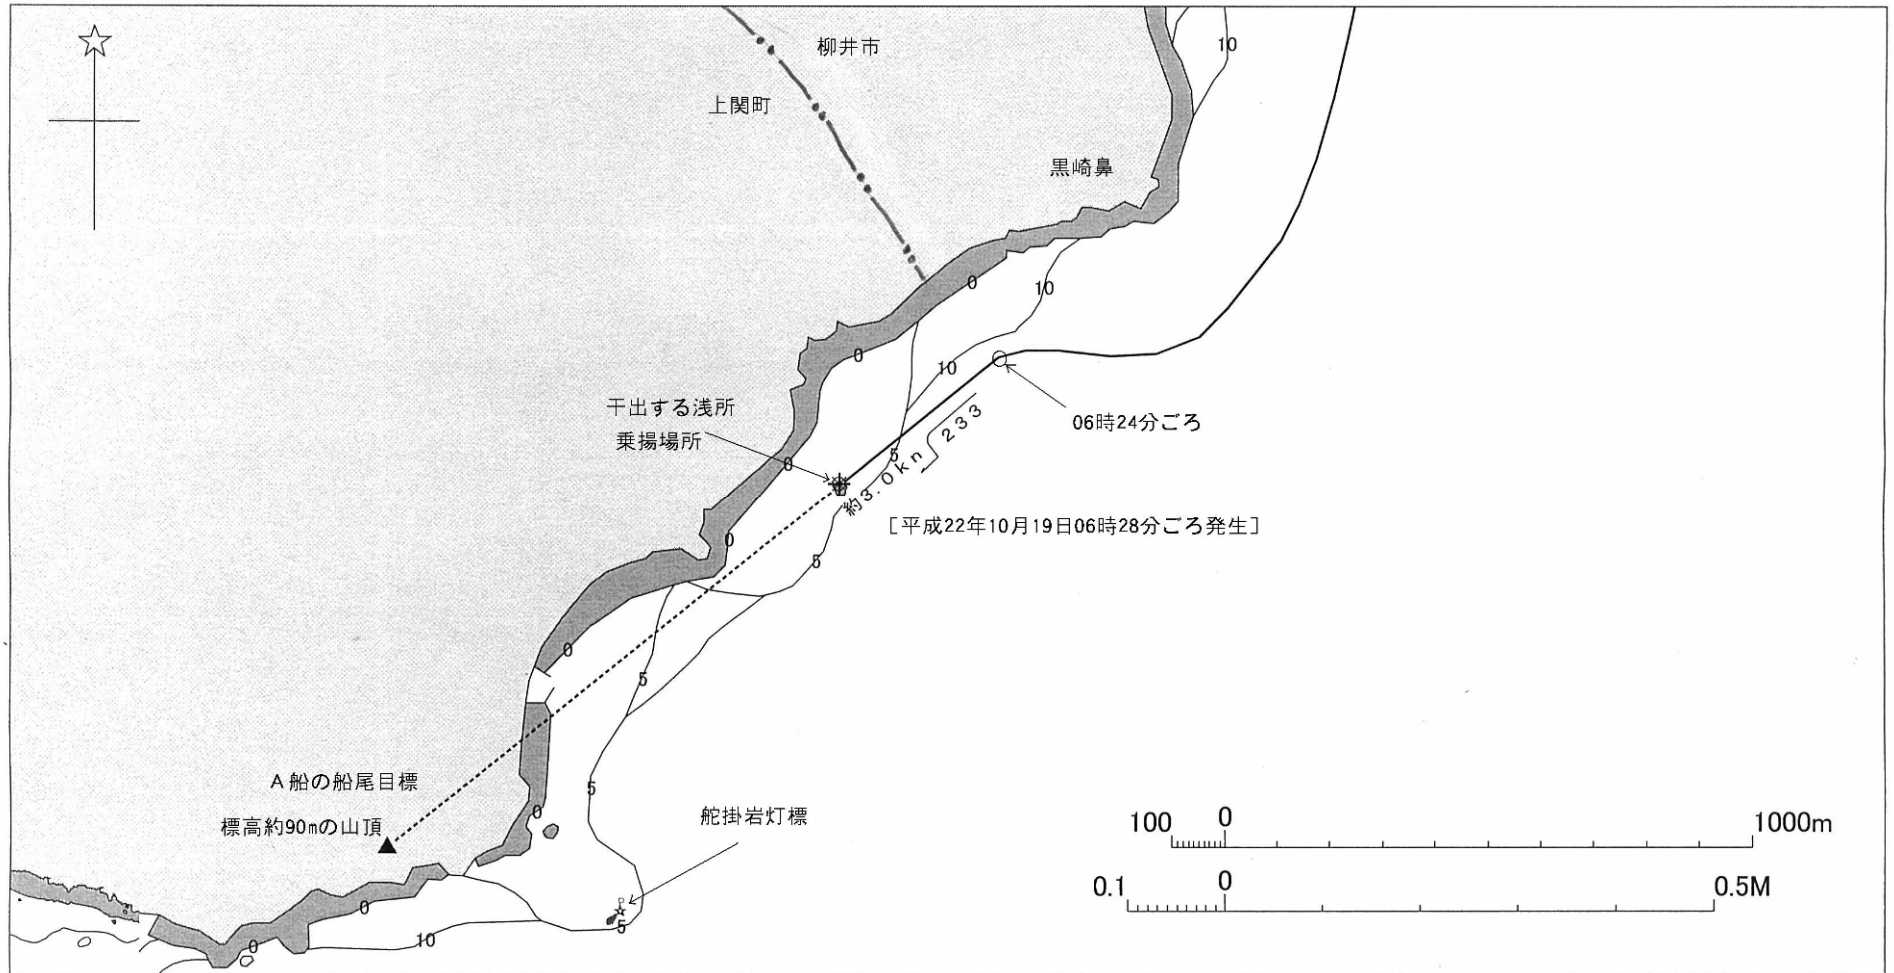 柳井市
10
上関町
黒崎鼻
0
10
0
10
干出する浅所
乗揚場所
06時24分ごろ
0
5
233
約3.0kn
[平成22年10月19日06時28分ごろ発生]
0
5
0
5
A船の船尾目標
標高約90mの山頂
5
0
舵掛岩灯標
100 0 1000m
0.1 0 0.5M
0
5
10
0